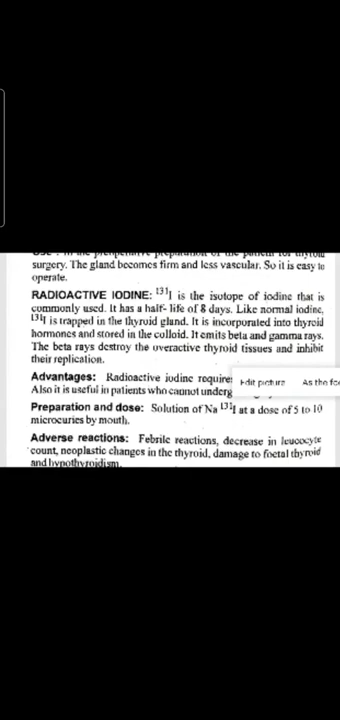 surgery. The gland becomes firm and less vascular. So it is easy to
operate.
RADIOACTIVE IODINE: ¹³¹I is the isotope of iodine that is
commonly used. It has a half- life of 8 days. Like normal iodine,
¹³¹I is trapped in the thyroid gland. It is incorporated into thyroid
hormones and stored in the colloid. It emits beta and gamma rays.
The beta rays destroy the overactive thyroid tissues and inhibit
their replication.
Advantages: Radioactive iodine
Edit picture
Also it is useful in patients who cannot
Preparation and dose: Solution of Na ¹³¹I at a dose of 5 to 10
microcuries by mouth.
Adverse reactions: Febrile reactions, decrease in leucocyte
count, neoplastic changes in the thyroid, damage to foetal thyroid
and hypothyroidism.